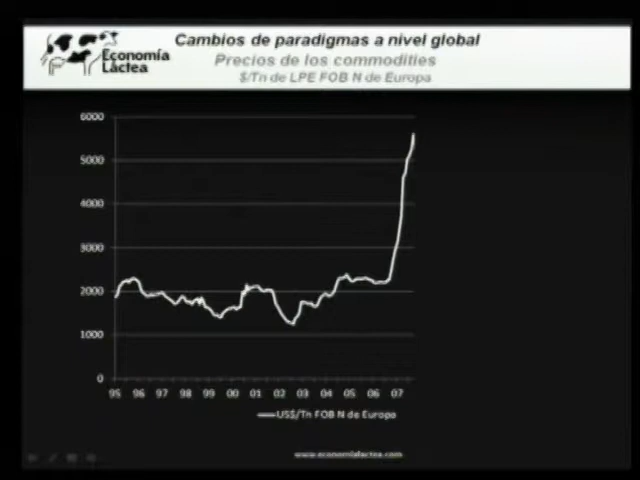 Cambios de paradigmas a nivel global
Economía
Láctea
Precios de los commodities
$/Tn de LPE FOB N de Europa
6000
5000
4000
3000
2000
1000
0
95 96 97 98 99 00 01 02 03 04 05 06 07
US$/Tn FOB N de Europa
www.economialactea.com